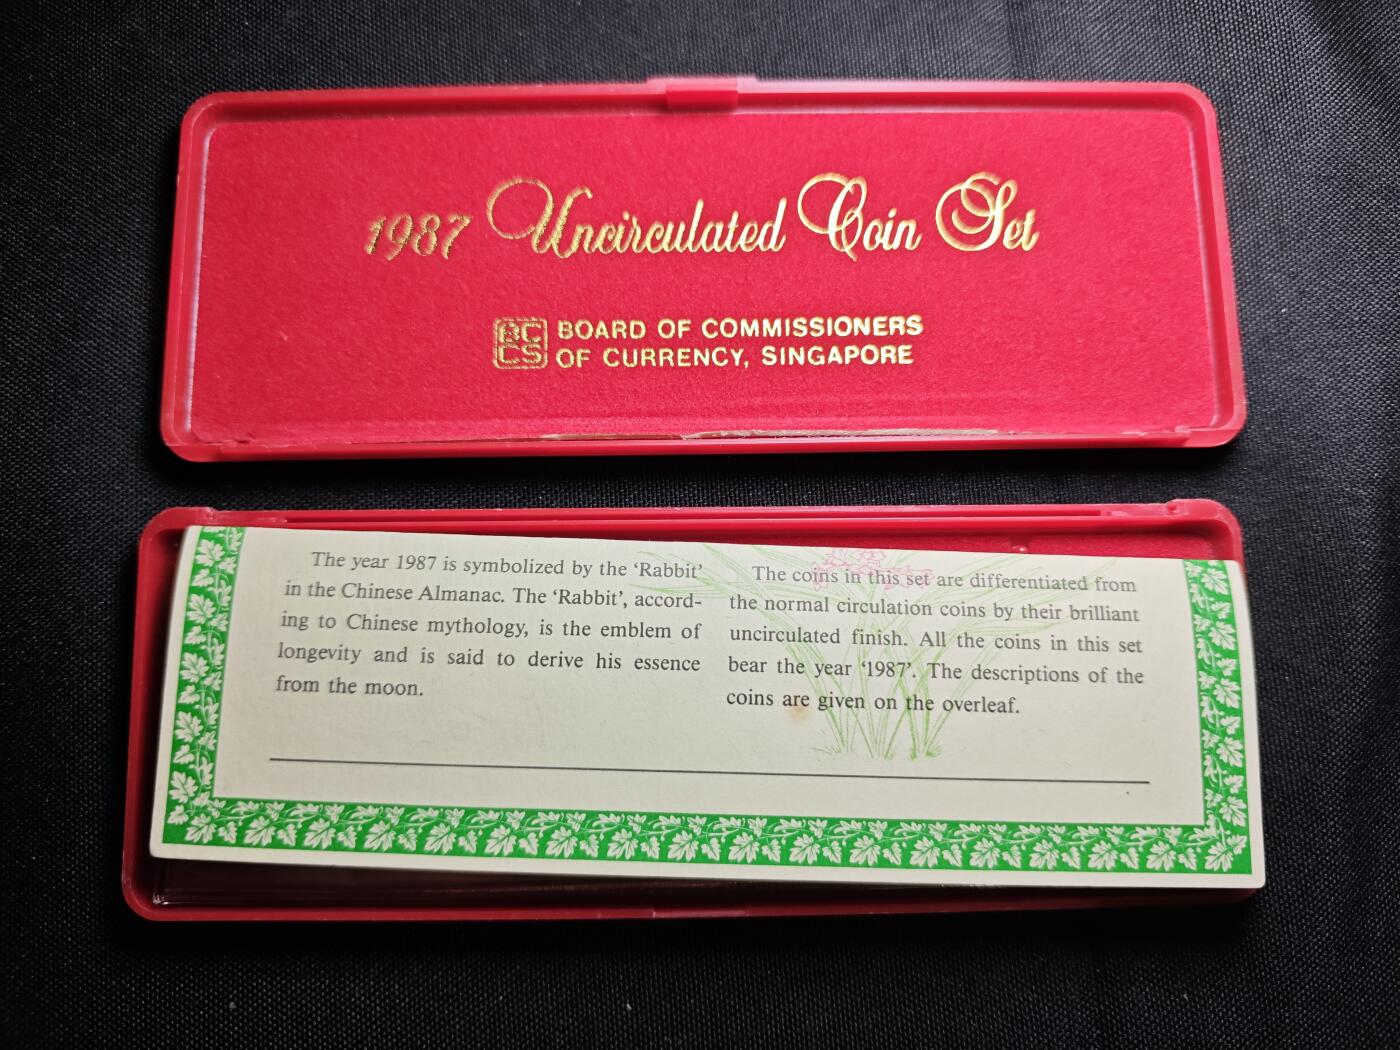 1987 Uncirculated Coin Set
BC
CS
BOARD OF COMMISSIONERS
OF CURRENCY, SINGAPORE
The year 1987 is symbolized by the ‘Rabbit’
in the Chinese Almanac. The ‘Rabbit’, accord-
ing to Chinese mythology, is the emblem of
longevity and is said to derive his essence
from the moon.
The coins in this set are differentiated from
the normal circulation coins by their brilliant
uncirculated finish. All the coins in this set
bear the year ‘1987’. The descriptions of the
coins are given on the overleaf.